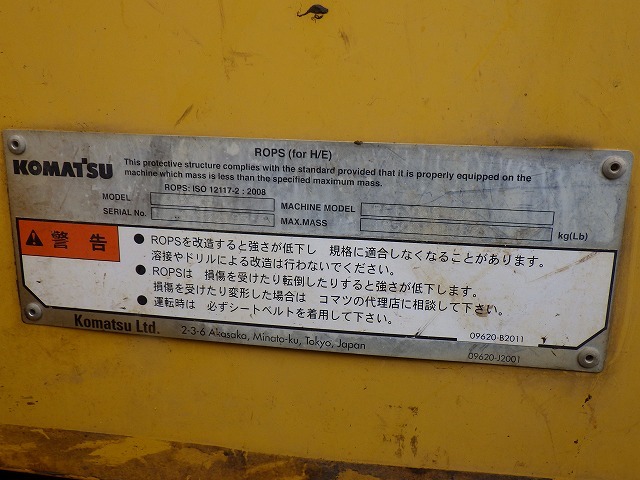 ROPS (for H/E)
KOMATSU
This protective structure complies with the standard provided that it is properly equipped on the
machine which mass is less than the specified maximum mass.
ROPS: ISO 12117-2 : 2008
MODEL
MACHINE MODEL
SERIAL No.
MAX.MASS
kg(Lb)
警告
● ROPSを改造すると強さが低下し 規格に適合しなくなることがあります。
溶接やドリルによる改造は行わないでください。
● ROPSは 損傷を受けたり転倒したりすると強さが低下します。
損傷を受けたり変形した場合は コマツの代理店に相談して下さい。
● 運転時は 必ずシートベルトを着用して下さい。
09620-B2011
Komatsu Ltd.
2-3-6 Akasaka, Minato-ku, Tokyo, Japan
09620-J2001